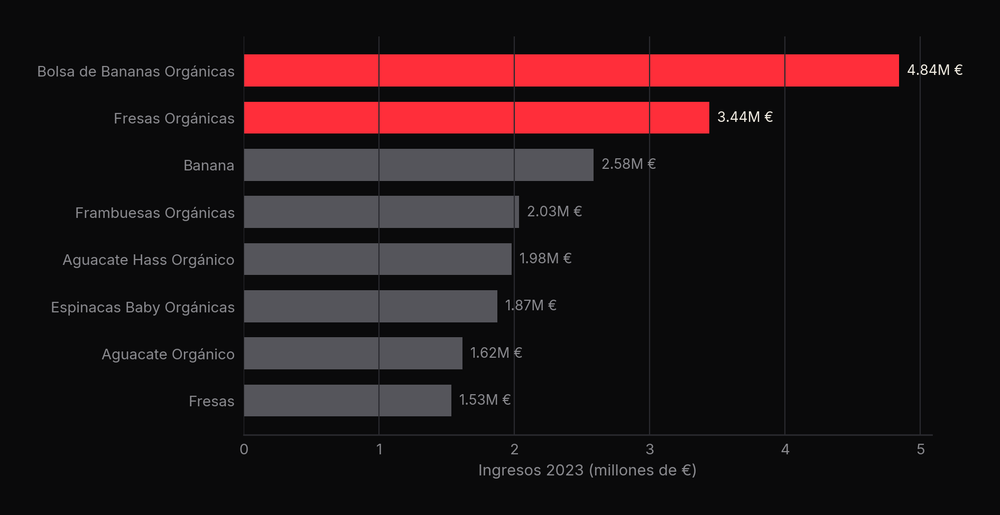 Bolsa de Bananas Orgánicas 4.84M €
Fresas Orgánicas 3.44M €
Banana 2.58M €
Frambuesas Orgánicas 2.03M €
Aguacate Hass Orgánico 1.98M €
Espinacas Baby Orgánicas 1.87M €
Aguacate Orgánico 1.62M €
Fresas 1.53M €
0 1 2 3 4 5
Ingresos 2023 (millones de €)